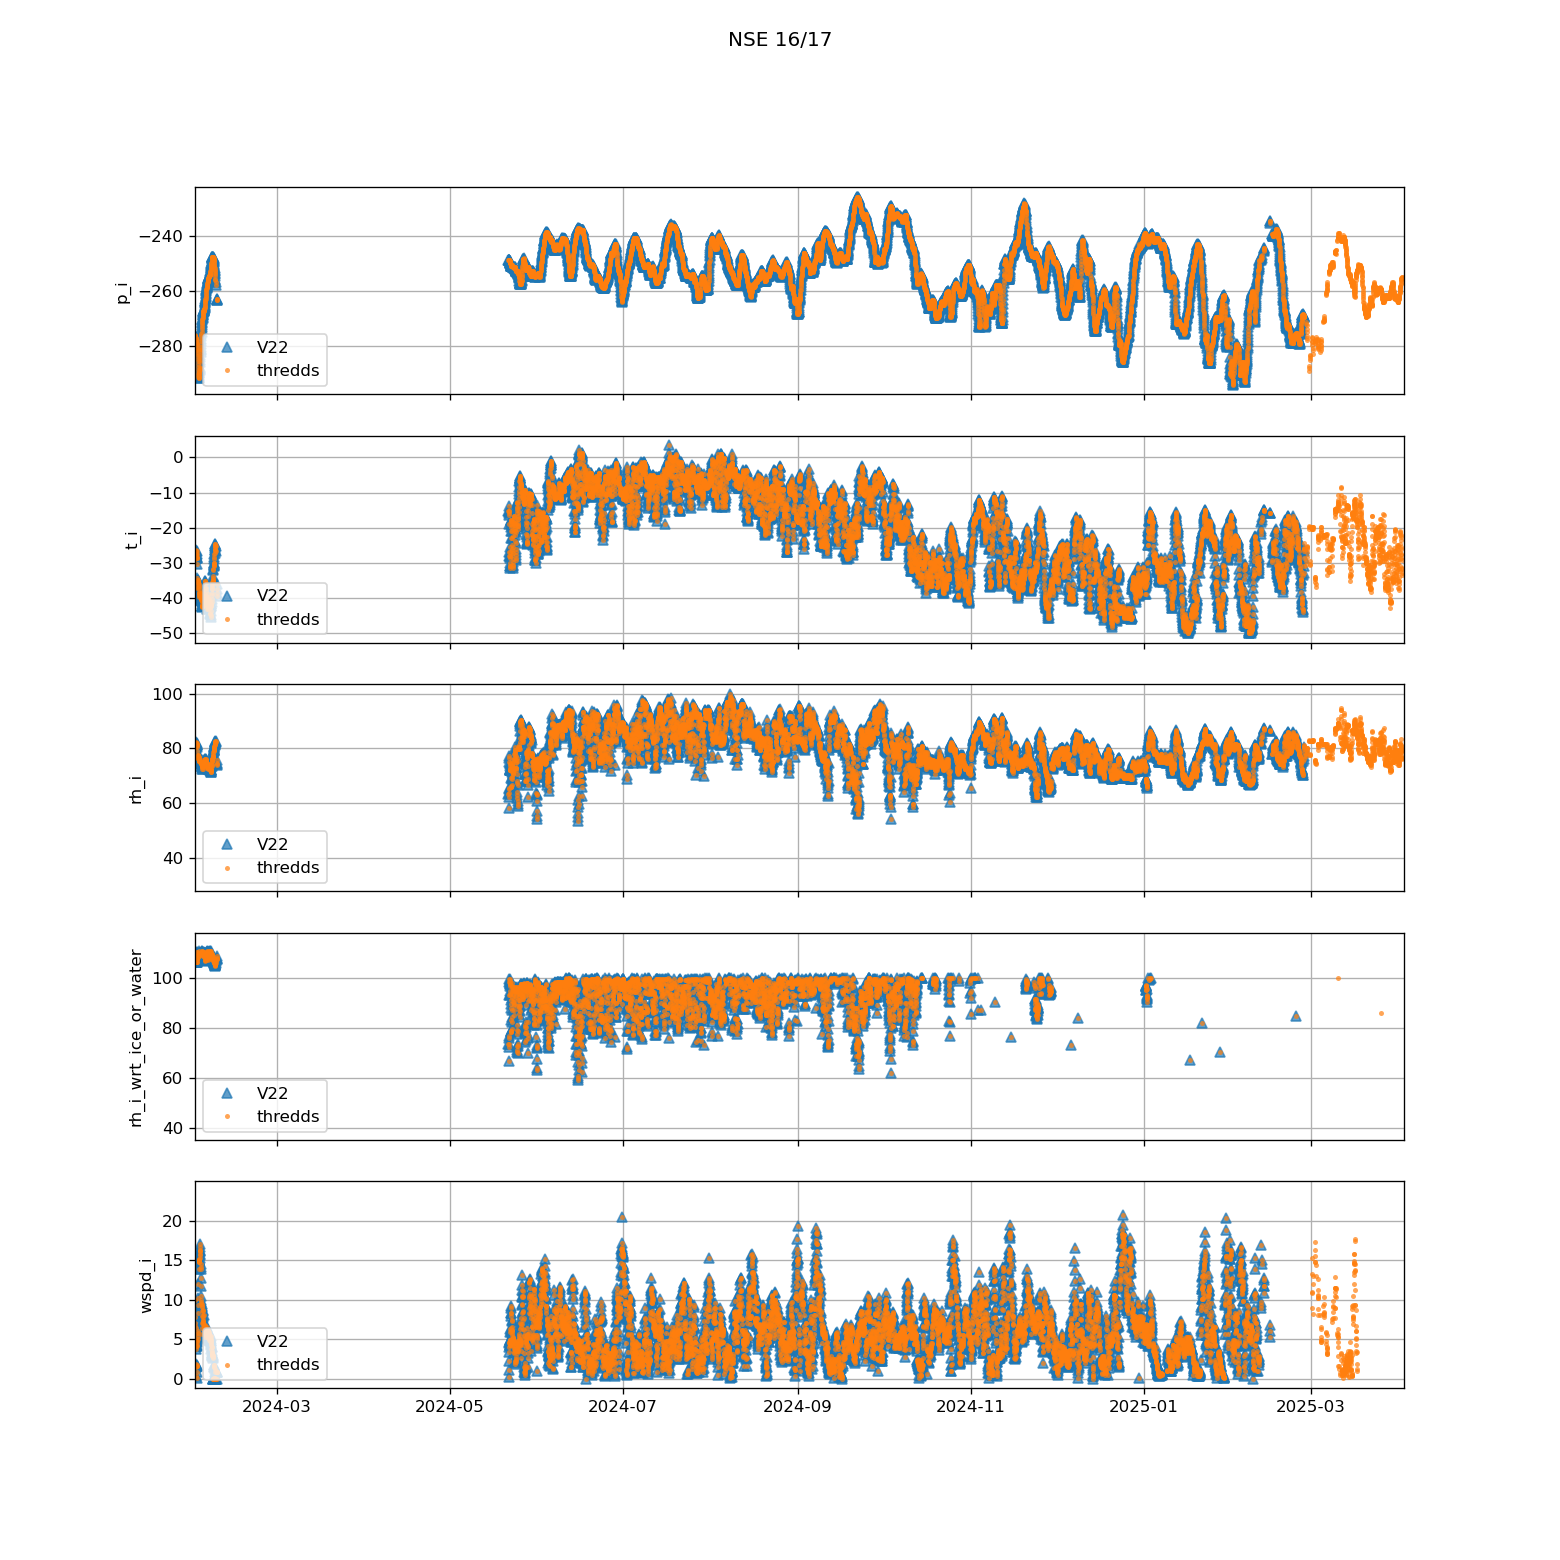 NSE 16/17
p_i
−240
−260
−280
V22
thredds
t_i
0
−10
−20
−30
−40
−50
V22
thredds
rh_i
100
80
60
40
V22
thredds
rh_i_wrt_ice_or_water
100
80
60
40
V22
thredds
wspd_i
20
15
10
5
0
V22
thredds
2024-03 2024-05 2024-07 2024-09 2024-11 2025-01 2025-03